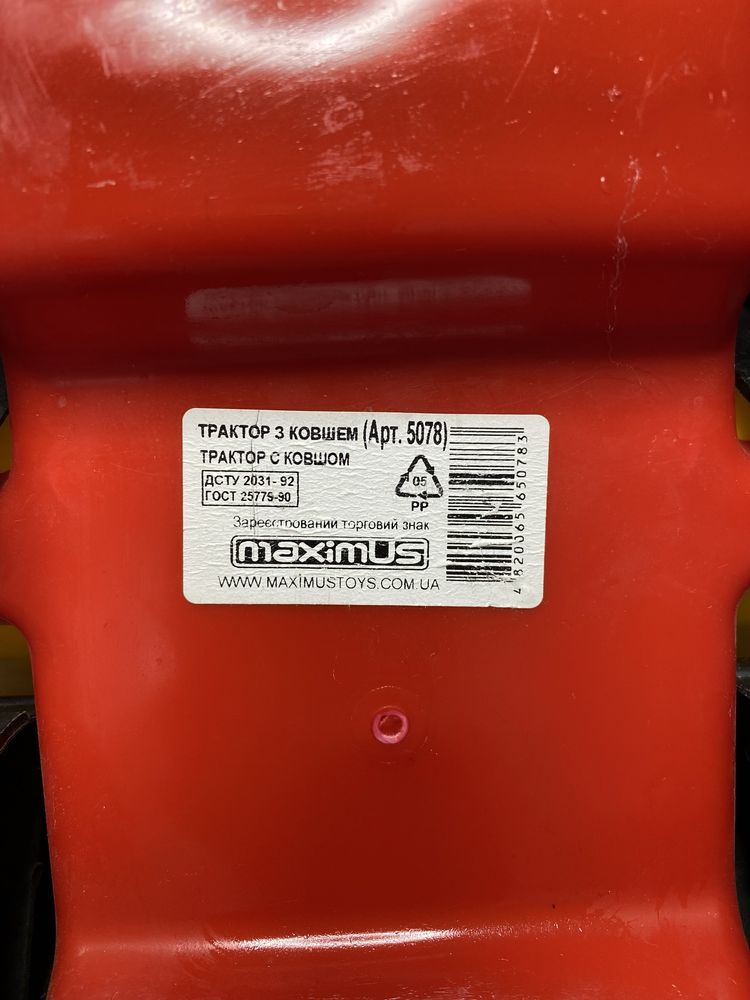 ТРАКТОР З КОВШЕМ (Арт. 5078)
ТРАКТОР С КОВШОМ
ДСТУ 2031- 92
ГОСТ 25779-90
05
PP
Зареєстрований торговий знак
maximus
WWW.MAXIMUSTOYS.COM.UA
4820065650783